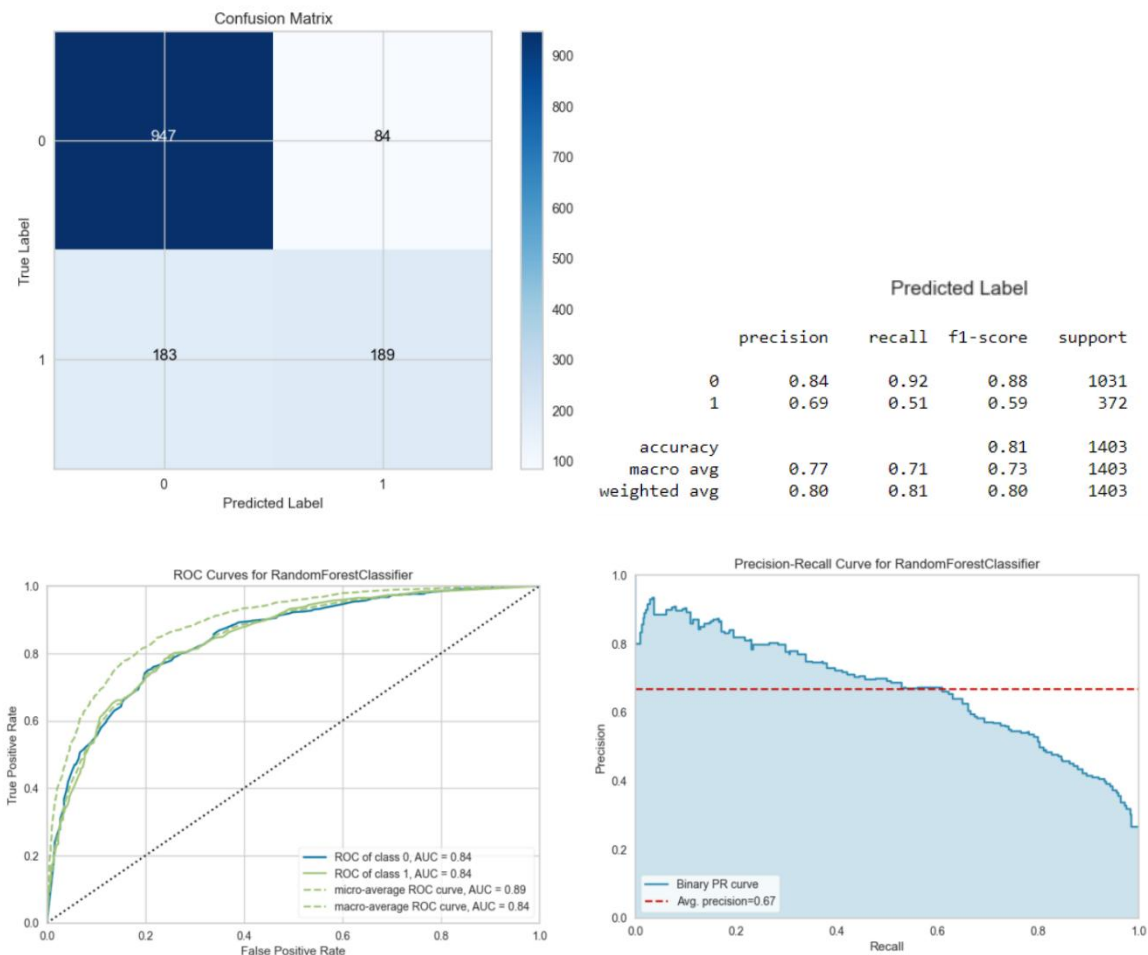 Confusion Matrix
900
800
700
600
500
400
300
200
100
0
1
947
84
183
189
0
1
True Label
Predicted Label
Predicted Label
precision recall f1-score support
0 0.84 0.92 0.88 1031
1 0.69 0.51 0.59 372
accuracy 0.81 1403
macro avg 0.77 0.71 0.73 1403
weighted avg 0.80 0.81 0.80 1403
ROC Curves for RandomForestClassifier
1.0
0.8
0.6
0.4
0.2
0.0
True Positive Rate
ROC of class 0, AUC = 0.84
ROC of class 1, AUC = 0.84
micro-average ROC curve, AUC = 0.89
macro-average ROC curve, AUC = 0.84
0.0 0.2 0.4 0.6 0.8 1.0
False Positive Rate
Precision-Recall Curve for RandomForestClassifier
1.0
0.8
0.6
0.4
0.2
0.0
Precision
Binary PR curve
Avg. precision=0.67
0.0 0.2 0.4 0.6 0.8 1.0
Recall